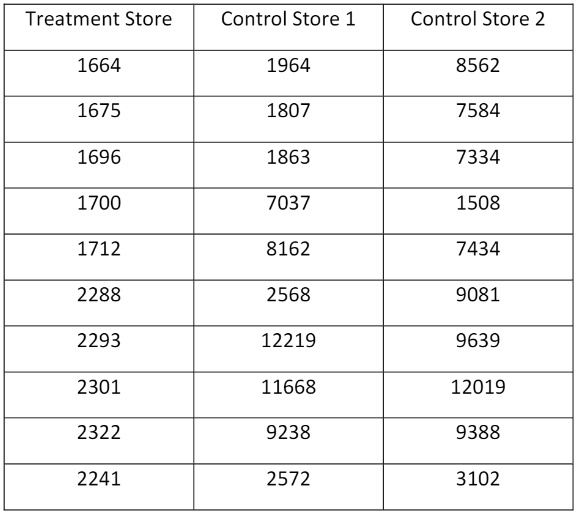 Treatment Store Control Store 1 Control Store 2
1664 1964 8562
1675 1807 7584
1696 1863 7334
1700 7037 1508
1712 8162 7434
2288 2568 9081
2293 12219 9639
2301 11668 12019
2322 9238 9388
2241 2572 3102